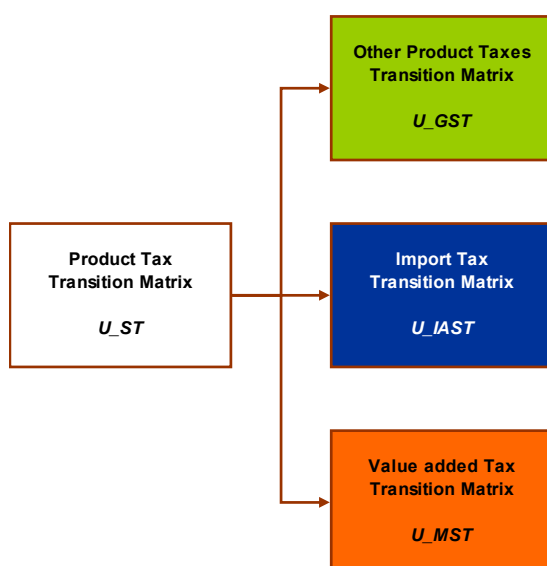 Other Product Taxes
Transition Matrix
U_GST
Product Tax
Transition Matrix
U_ST
Import Tax
Transition Matrix
U_IAST
Value added Tax
Transition Matrix
U_MST